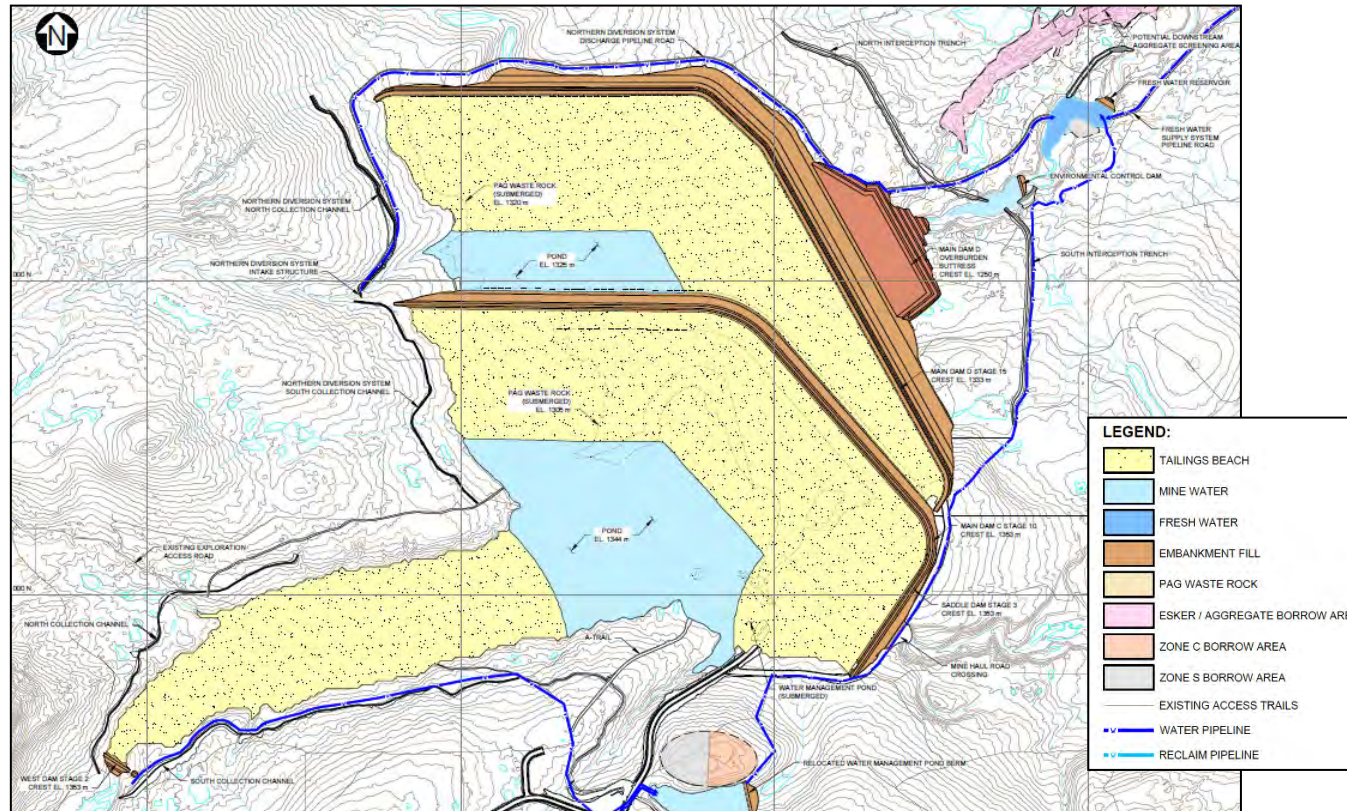 N
NORTHERN DIVERSION SYSTEM
DISCHARGE PIPELINE ROAD
NORTH INTERCEPTION TRENCH
POTENTIAL DOWNSTREAM
AGGREGATE SCREENING AREA
FRESH WATER RESERVOIR
FRESH WATER
SUPPLY SYSTEM
PIPELINE ROAD
ENVIRONMENTAL CONTROL DAM
PAG WASTE ROCK
(SUBMERGED)
EL. 1320 m
NORTHERN DIVERSION SYSTEM
NORTH COLLECTION CHANNEL
POND
EL. 1325 m
MAIN DAM D
OVERBURDEN
BUTTRESS
CREST EL. 1250 m
SOUTH INTERCEPTION TRENCH
NORTHERN DIVERSION SYSTEM
INTAKE STRUCTURE
000 N
MAIN DAM D STAGE 15
CREST EL. 1333 m
NORTHERN DIVERSION SYSTEM
SOUTH COLLECTION CHANNEL
PAG WASTE ROCK
(SUBMERGED)
LEGEND:
TAILINGS BEACH
MINE WATER
FRESH WATER
EMBANKMENT FILL
PAG WASTE ROCK
ESKER / AGGREGATE BORROW ARE
ZONE C BORROW AREA
ZONE S BORROW AREA
EXISTING ACCESS TRAILS
WATER PIPELINE
RECLAIM PIPELINE
POND
EL. 1344 m
MAIN DAM C STAGE 10
CREST EL. 1353 m
EXISTING EXPLORATION
ACCESS ROAD
000 N
SADDLE DAM STAGE 3
CREST EL. 1353 m
NORTH COLLECTION CHANNEL
A-TRAIL
MINE HAUL ROAD
CROSSING
WATER MANAGEMENT POND
(SUBMERGED)
RELOCATED WATER MANAGEMENT POND BERM
WEST DAM STAGE 2
CREST EL. 1353 m
SOUTH COLLECTION CHANNEL